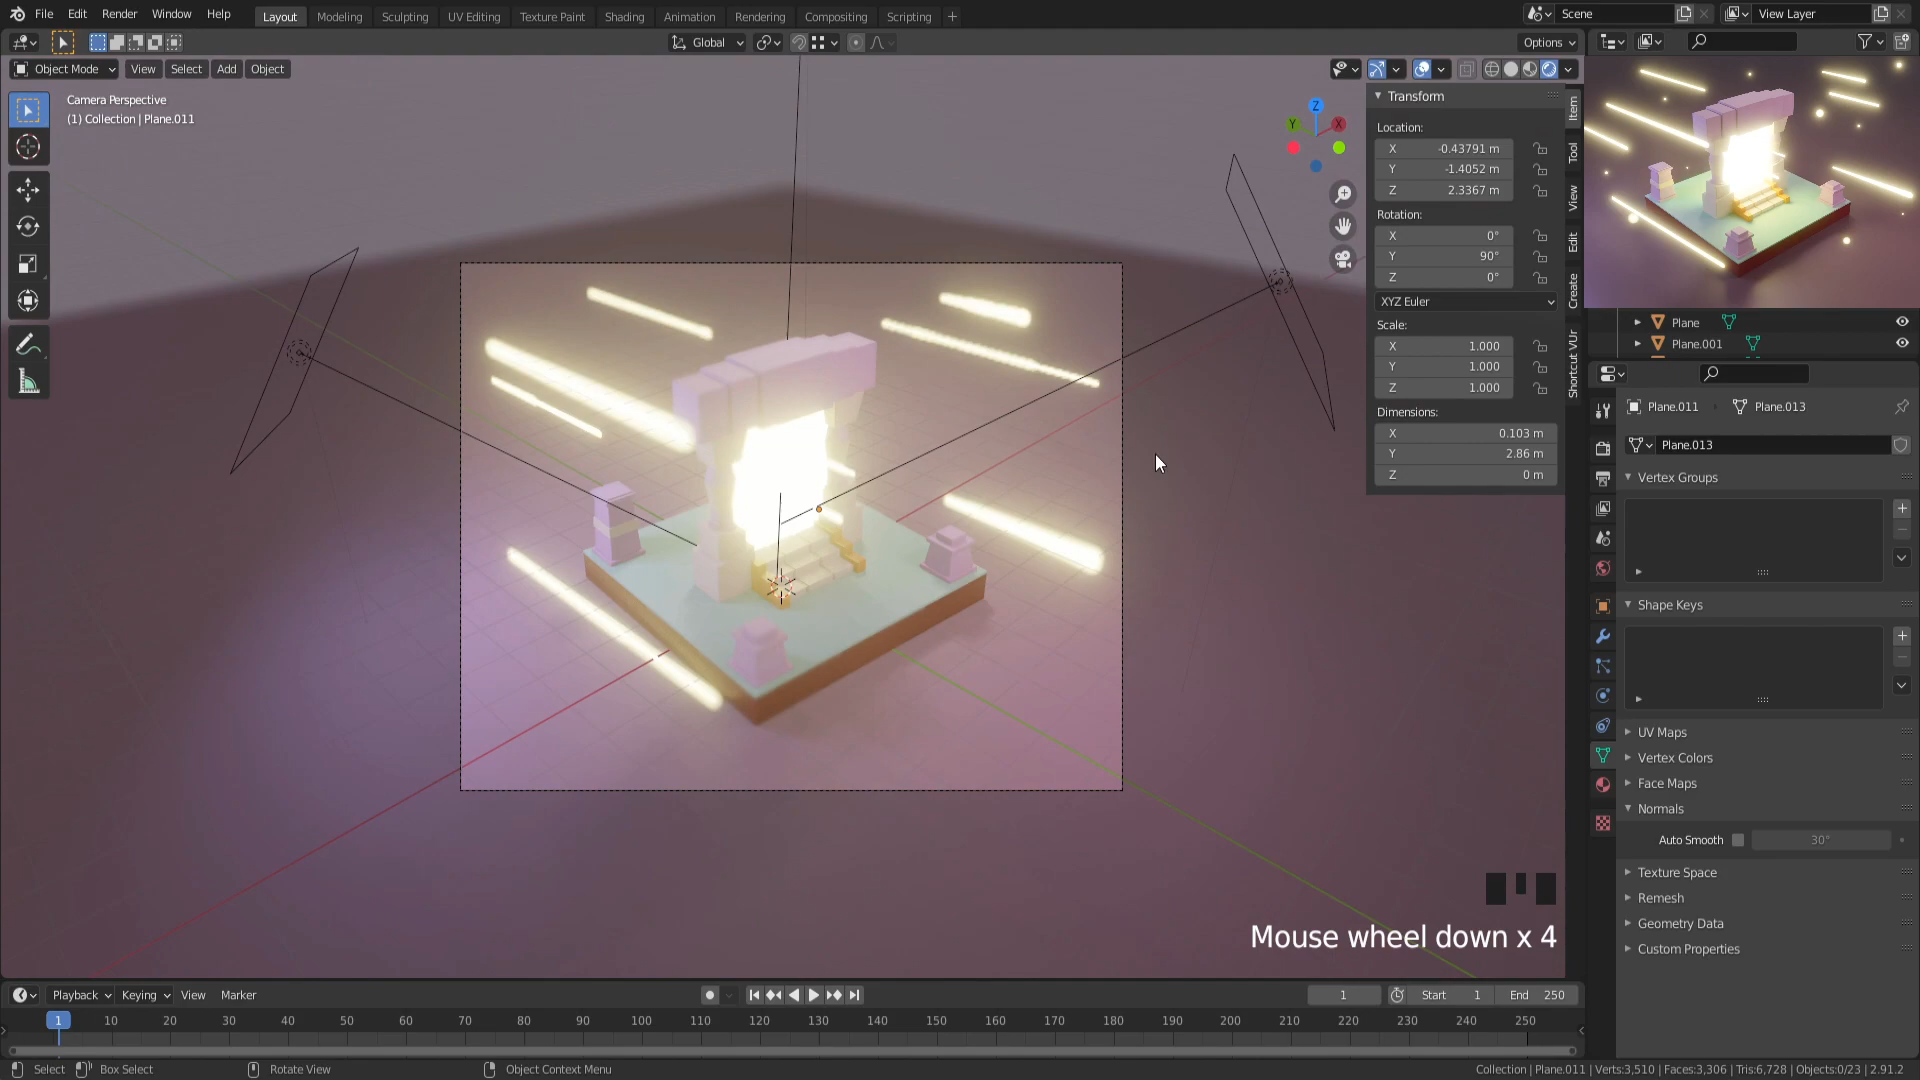 File Edit Render Window Help Layout Modeling Sculpting UV Editing Texture Paint Shading Animation Rendering Compositing Scripting + Scene View Layer
Global Options
Object Mode View Select Add Object
Camera Perspective
(1) Collection | Plane.011
Z
Y X
Transform
Location:
X -0.43791 m
Y -1.4052 m
Z 2.3367 m
Rotation:
X 0°
Y 90°
Z 0°
XYZ Euler
Scale:
X 1.000
Y 1.000
Z 1.000
Dimensions:
X 0.103 m
Y 2.86 m
Z 0 m
Item
Tool
View
Edit
Create
Shortcut VUr
Plane
Plane.001
Plane.011 Plane.013
Plane.013
Vertex Groups
Shape Keys
UV Maps
Vertex Colors
Face Maps
Normals
Auto Smooth 30°
Texture Space
Remesh
Geometry Data
Custom Properties
Mouse wheel down x 4
Playback Keying View Marker 1 Start 1 End 250
1 10 20 30 40 50 60 70 80 90 100 110 120 130 140 150 160 170 180 190 200 210 220 230 240 250
Select Box Select Rotate View Object Context Menu Collection | Plane.011 | Verts:3,510 | Faces:3,306 | Tris:6,728 | Objects:0/23 | 2.91.2